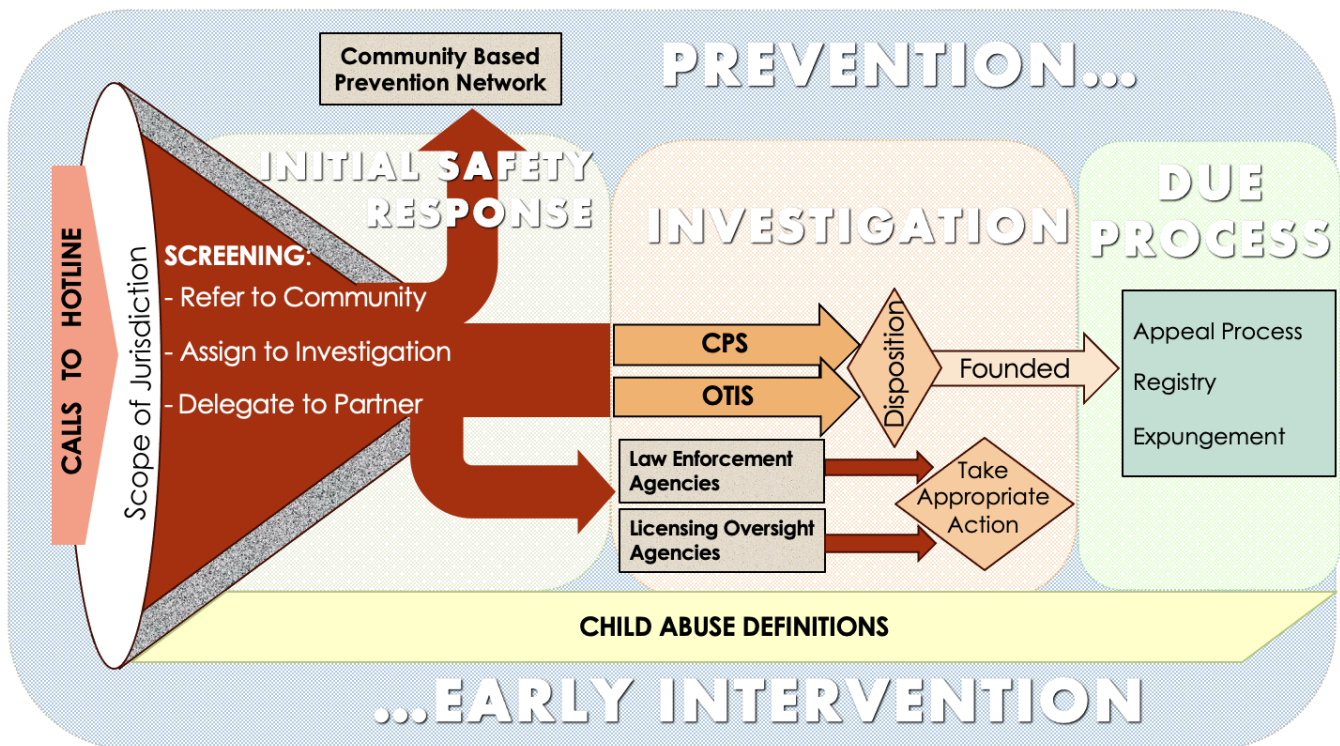 PREVENTION...
Community Based
Prevention Network
INITIAL SAFETY
RESPONSE
INVESTIGATION
DUE
PROCESS
CALLS TO HOTLINE
Scope of Jurisdiction
SCREENING:
- Refer to Community
- Assign to Investigation
- Delegate to Partner
CPS
OTIS
Disposition
Founded
Appeal Process
Registry
Expungement
Law Enforcement
Agencies
Licensing Oversight
Agencies
Take
Appropriate
Action
CHILD ABUSE DEFINITIONS
...EARLY INTERVENTION